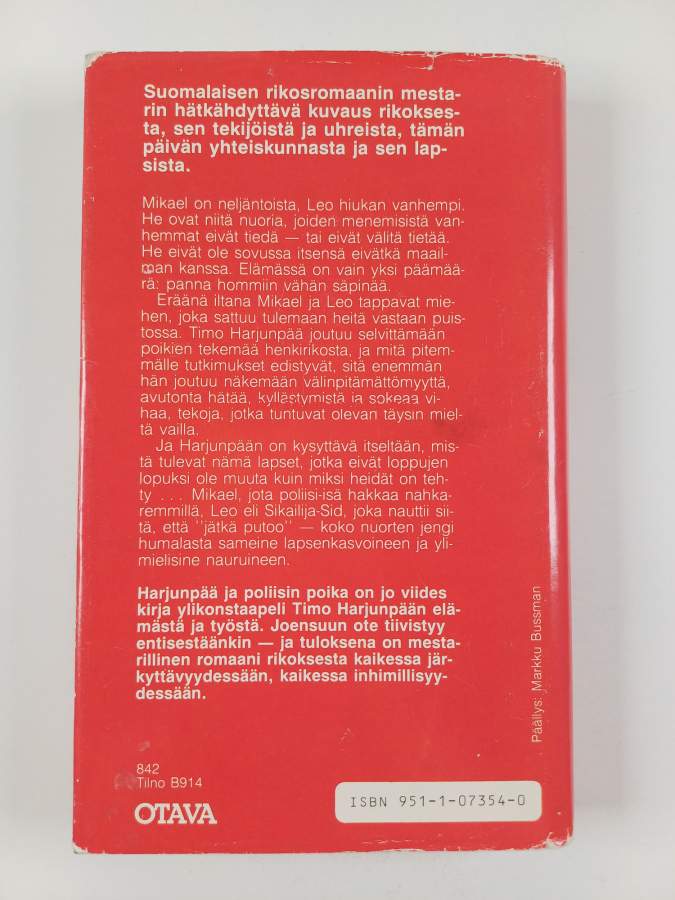 Suomalaisen rikosromaanin mesta-
rin hätkähdyttävä kuvaus rikokses-
ta, sen tekijöistä ja uhreista, tämän
päivän yhteiskunnasta ja sen lap-
sista.
Mikael on neljäntoista, Leo hiukan vanhempi.
He ovat niitä nuoria, joiden menemisistä van-
hemmat eivät tiedä — tai eivät välitä tietää.
He eivät ole sovussa itsensä eivätkä maail-
man kanssa. Elämässä on vain yksi päämää-
rä: panna hommiin vähän säpinää.
Eräänä iltana Mikael ja Leo tappavat mie-
hen, joka sattuu tulemaan heitä vastaan puis-
tossa. Timo Harjunpää joutuu selvittämään
poikien tekemää henkirikosta, ja mitä pitem-
mälle tutkimukset edistyvät, sitä enemmän
hän joutuu näkemään välinpitämättömyyttä,
avutonta hätää, kyllästymistä ja sokeaa vi-
haa, tekoja, jotka tuntuvat olevan täysin miel-
tä vailla.
Ja Harjunpään on kysyttävä itseltään, mis-
tä tulevat nämä lapset, jotka eivät loppujen
lopuksi ole muuta kuin miksi heidät on teh-
ty . . . Mikael, jota poliisi-isä hakkaa nahka-
remmillä, Leo eli Sikailija-Sid, joka nauttii sii-
tä, että ''jätkä putoo'' — koko nuorten jengi
humalasta sameine lapsenkasvoineen ja yli-
mielisine nauruineen.
Harjunpää ja poliisin poika on jo viides
kirja ylikonstaapeli Timo Harjunpään elä-
mästä ja työstä. Joensuun ote tiivistyy
entisestäänkin — ja tuloksena on mesta-
rillinen romaani rikoksesta kaikessa jär-
kyttävyydessään, kaikessa inhimillisyy-
dessään.
Päällys: Markku Bussman
842
Tilno B914
OTAVA
ISBN 951-1-07354-0